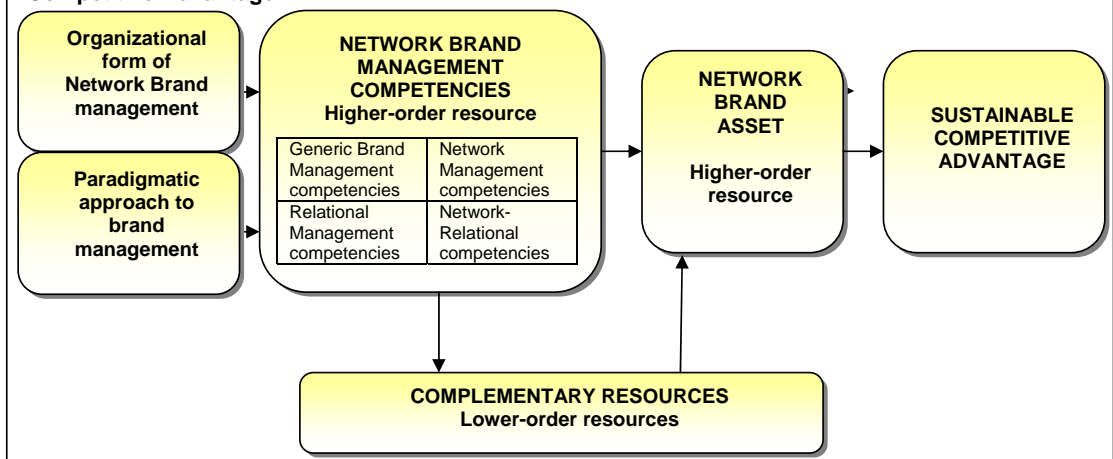 Organizational
form of
Network Brand
management
Paradigmatic
approach to
brand
management
NETWORK BRAND
MANAGEMENT
COMPETENCIES
Higher-order resource
Generic Brand
Management
competencies
Network
Management
competencies
Relational
Management
competencies
Network-
Relational
competencies
NETWORK
BRAND
ASSET
Higher-order
resource
SUSTAINABLE
COMPETITIVE
ADVANTAGE
COMPLEMENTARY RESOURCES
Lower-order resources